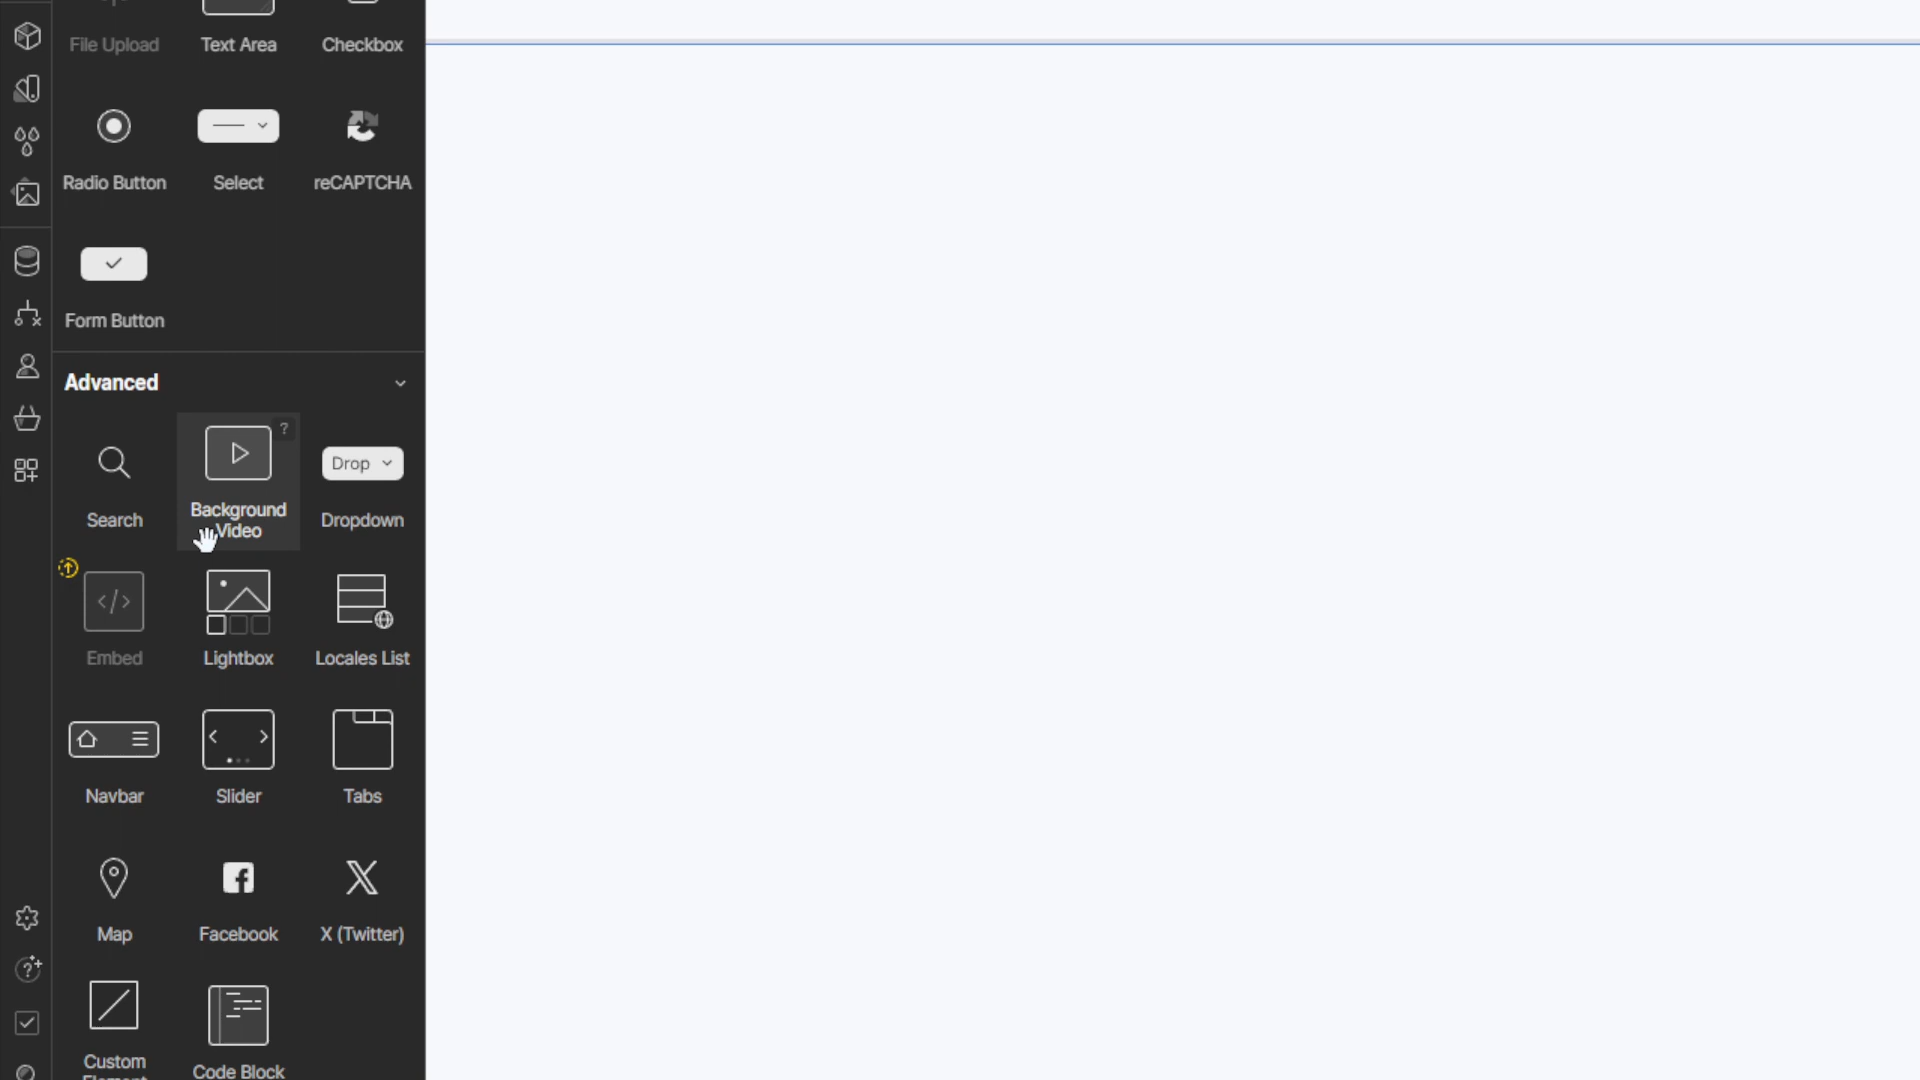 File Upload
Text Area
Checkbox
Radio Button
Select
reCAPTCHA
Form Button
Advanced
?
Background
Video
Drop
Search
Dropdown
Embed
Lightbox
Locales List
Navbar
Slider
Tabs
Map
Facebook
X (Twitter)
Custom
Element
Code Block